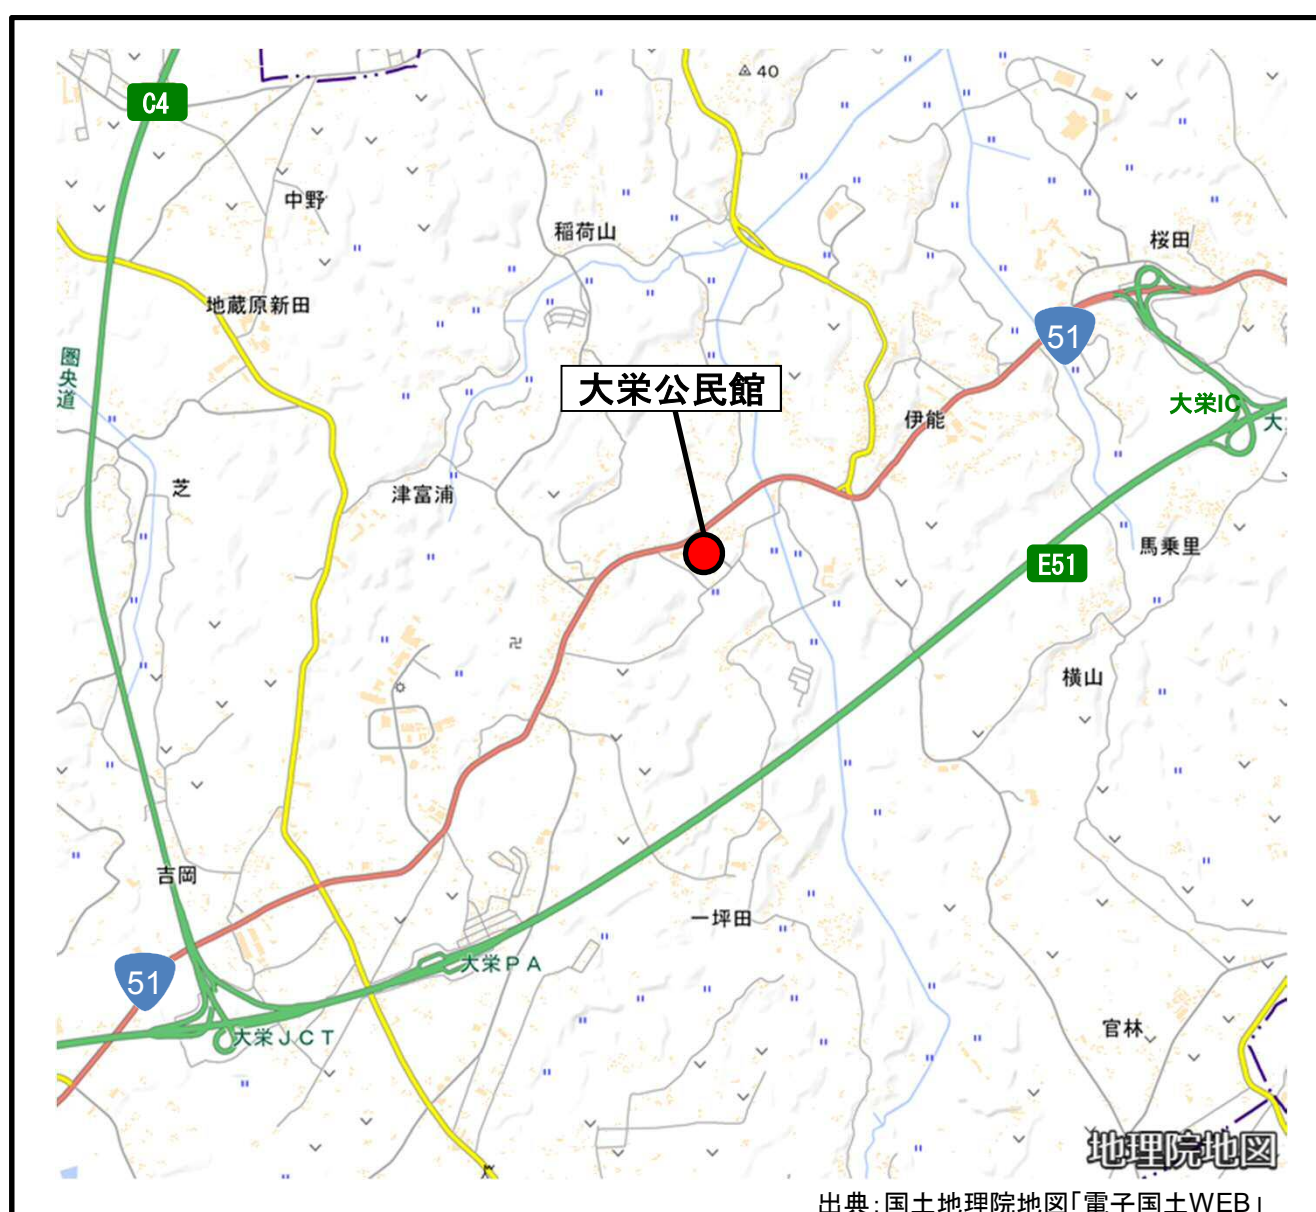 40
C4
中野
稲荷山
桜田
地蔵原新田
51
圏央道
大栄公民館
大栄IC
大
伊能
芝
津富浦
馬乗里
E51
横山
吉岡
一坪田
大栄PA
51
官林
大栄JCT
地理院地図
出典:国土地理院地図「電子国土WEB」